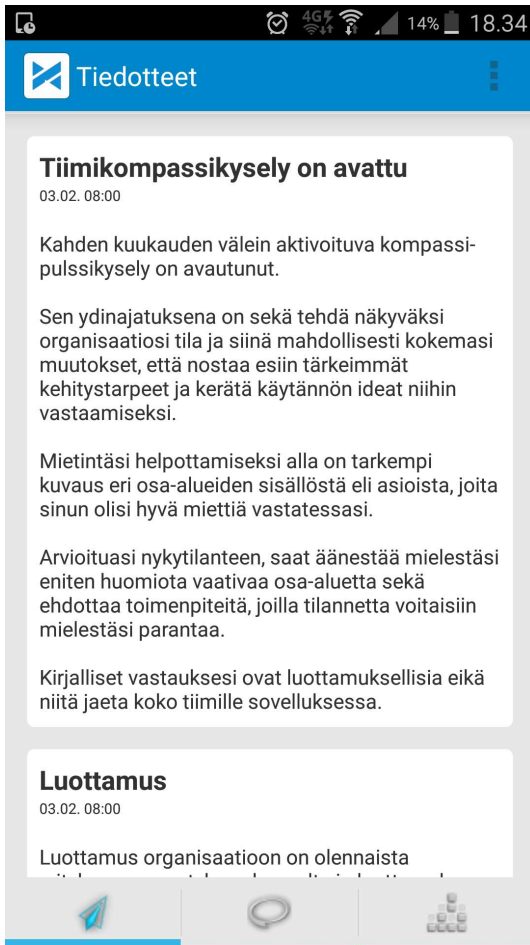 4G 14% 18.34
Tiedotteet
Tiimikompassikysely on avattu
03.02. 08:00
Kahden kuukauden välein aktivoituva kompassi-
pulssikysely on avautunut.
Sen ydinajatuksena on sekä tehdä näkyväksi
organisaatiosi tila ja siinä mahdollisesti kokemasi
muutokset, että nostaa esiin tärkeimmät
kehitystarpeet ja kerätä käytännön ideat niihin
vastaamiseksi.
Mietintäsi helpottamiseksi alla on tarkempi
kuvaus eri osa-alueiden sisällöstä eli asioista, joita
sinun olisi hyvä miettiä vastatessasi.
Arvioituasi nykytilanteen, saat äänestää mielestäsi
eniten huomiota vaativaa osa-aluetta sekä
ehdottaa toimenpiteitä, joilla tilannetta voitaisiin
mielestäsi parantaa.
Kirjalliset vastauksesi ovat luottamuksellisia eikä
niitä jaeta koko tiimille sovelluksessa.
Luottamus
03.02. 08:00
Luottamus organisaatioon on olennaista